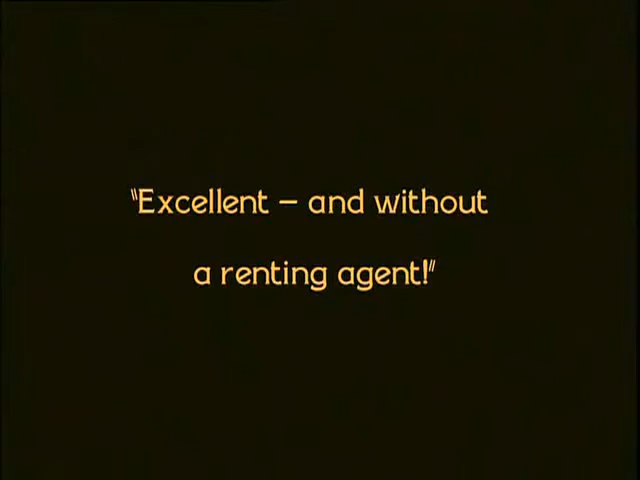 "Excellent – and without
a renting agent!"